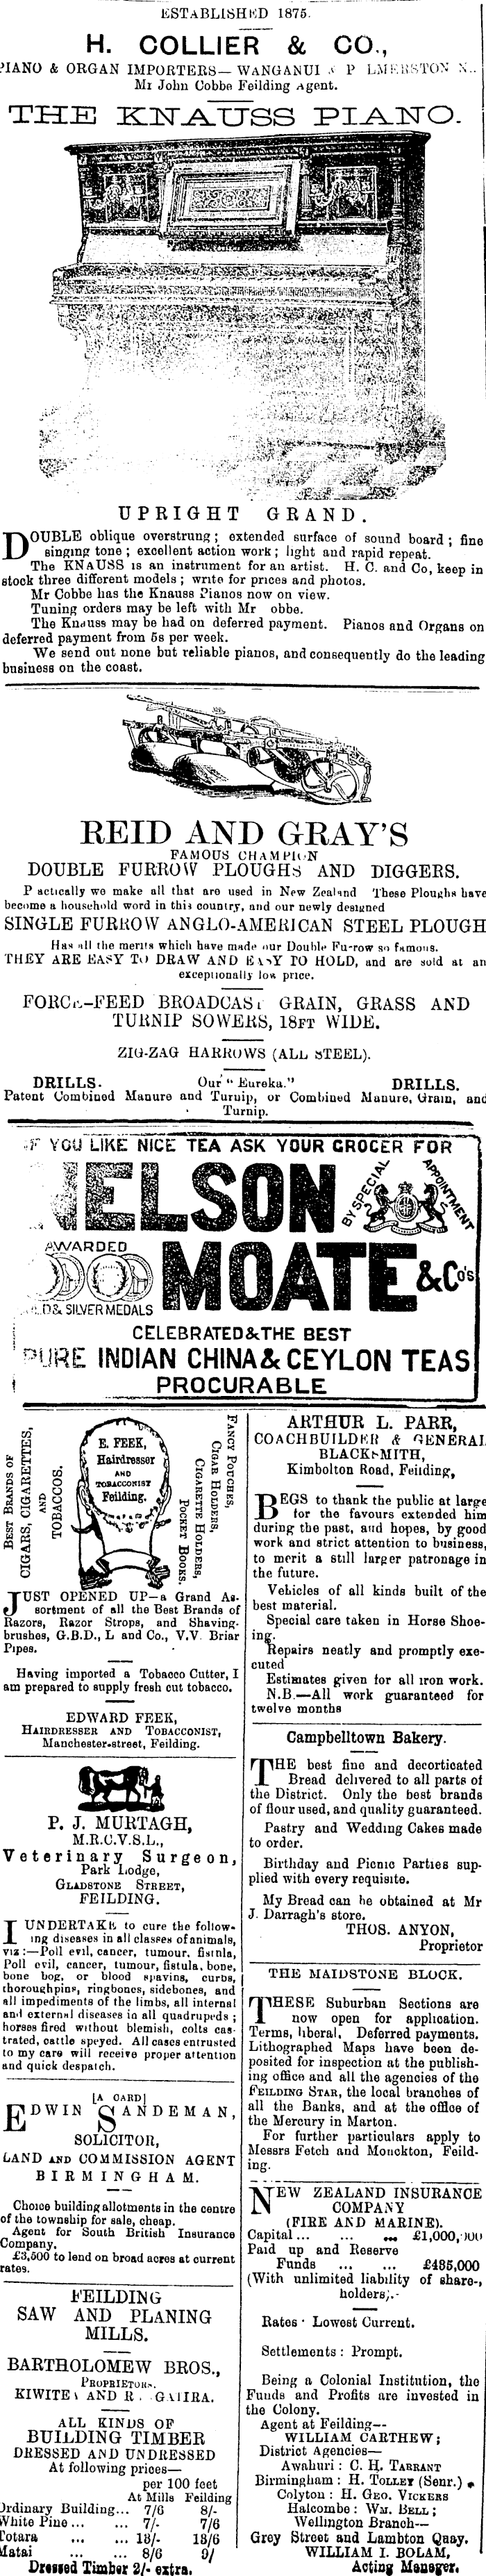 ESTABLISHED 1875.
H. COLLIER & CO.,
PIANO & ORGAN IMPORTERS— WANGANUI & P LMERSTON N..
Mr John Cobbe Feilding Agent.
THE KNAUSS PIANO.
UPRIGHT GRAND.
DOUBLE oblique overstrung ; extended surface of sound board ; fine
singing tone ; excellent action work ; light and rapid repeat.
The KNAUSS is an instrument for an artist. H. C. and Co, keep in
stock three different models ; write for prices and photos.
Mr Cobbe has the Knauss Pianos now on view.
Tuning orders may be left with Mr obbe.
The Knauss may be had on deferred payment. Pianos and Organs on
deferred payment from 5s per week.
We send out none but reliable pianos, and consequently do the leading
business on the coast.
REID AND GRAY'S
FAMOUS CHAMPION
DOUBLE FURROW PLOUGHS AND DIGGERS.
P actically we make all that are used in New Zealand These Ploughs have
become a household word in this country, and our newly designed
SINGLE FURROW ANGLO-AMERICAN STEEL PLOUGH
Has all the merits which have made our Double Furrow so famous.
THEY ARE EASY TO DRAW AND EASY TO HOLD, and are sold at an
exceptionally low price.
FORCE-FEED BROADCAST GRAIN, GRASS AND
TURNIP SOWERS, 18FT WIDE.
ZIG-ZAG HARROWS (ALL STEEL).
DRILLS. Our "Eureka." DRILLS.
Patent Combined Manure and Turnip, or Combined Manure, Grain, and
Turnip.
IF YOU LIKE NICE TEA ASK YOUR GROCER FOR
NELSON
BY SPECIAL APPOINTMENT
AWARDED
MOATE & Co's
GOLD & SILVER MEDALS
CELEBRATED & THE BEST
PURE INDIAN CHINA & CEYLON TEAS
PROCURABLE
BEST BRANDS OF
CIGARS, CIGARETTES,
AND
TOBACCOS.
E. FEEK,
Hairdresser
AND
TOBACCONIST
Feilding.
FANCY POUCHES,
CIGAR HOLDERS,
CIGARETTE HOLDERS,
POCKET BOOKS.
JUST OPENED UP—a Grand As-
sortment of all the Best Brands of
Razors, Razor Strops, and Shaving-
brushes, G.B.D., L and Co., V.V. Briar
Pipes.
Having imported a Tobacco Cutter, I
am prepared to supply fresh cut tobacco.
EDWARD FEEK,
HAIRDRESSER AND TOBACCONIST,
Manchester-street, Feilding.
P. J. MURTAGH,
M.R.C.V.S.L.,
Veterinary Surgeon,
Park Lodge,
GLADSTONE STREET,
FEILDING.
I UNDERTAKE to cure the follow-
ing diseases in all classes of animals,
viz :—Poll evil, cancer, tumour, fistula,
Poll evil, cancer, tumour, fistula, bone,
bone bog, or blood spavins, curbs,
thoroughpins, ringbones, sidebones, and
all impediments of the limbs, all internal
and external diseases in all quadrupeds ;
horses fired without blemish, colts cas-
trated, cattle speyed. All cases entrusted
to my care will receive proper attention
and quick despatch.
[A CARD]
EDWIN SANDEMAN,
SOLICITOR,
LAND AND COMMISSION AGENT
BIRMINGHAM.
Choice building allotments in the centre
of the township for sale, cheap.
Agent for South British Insurance
Company.
£3,500 to lend on broad acres at current
rates.
FEILDING
SAW AND PLANING
MILLS.
BARTHOLOMEW BROS.,
PROPRIETORS.
KIWITEA AND R GAHRA.
ALL KINDS OF
BUILDING TIMBER
DRESSED AND UNDRESSED
At following prices—
per 100 feet
At Mills Feilding
Ordinary Building... 7/6 8/-
White Pine ... ... 7/- 7/6
Totara ... ... 13/- 13/6
Matai ... ... 8/6 9/
Dressed Timber 2/- extra.
ARTHUR L. PARR,
COACHBUILDER & GENERAL
BLACKSMITH,
Kimbolton Road, Feilding,
BEGS to thank the public at large
for the favours extended him
during the past, and hopes, by good
work and strict attention to business,
to merit a still larger patronage in
the future.
Vehicles of all kinds built of the
best material.
Special care taken in Horse Shoe-
ing.
Repairs neatly and promptly exe-
cuted
Estimates given for all iron work.
N.B.—All work guaranteed for
twelve months
Campbelltown Bakery.
THE best fine and decorticated
Bread delivered to all parts of
the District. Only the best brands
of flour used, and quality guaranteed.
Pastry and Wedding Cakes made
to order.
Birthday and Picnic Parties sup-
plied with every requisite.
My Bread can be obtained at Mr
J. Darragh's store.
THOS. ANYON,
Proprietor
THE MAIDSTONE BLOCK.
THESE Suburban Sections are
now open for application.
Terms, liberal, Deferred payments.
Lithographed Maps have been de-
posited for inspection at the publish-
ing office and all the agencies of the
FEILDING STAR, the local branches of
all the Banks, and at the office of
the Mercury in Marton.
For further particulars apply to
Messrs Fetch and Monckton, Feild-
ing.
NEW ZEALAND INSURANCE
COMPANY
(FIRE AND MARINE).
Capital ... ... ... £1,000,000
Paid up and Reserve
Funds ... ... £435,000
(With unlimited liability of share-,
holders;.-
Rates · Lowest Current.
Settlements : Prompt.
Being a Colonial Institution, the
Funds and Profits are invested in
the Colony.
Agent at Feilding—
WILLIAM CARTHEW ;
District Agencies—
Awahuri : C. H. TARRANT
Birmingham : H. TOLLEY (Senr.)
Colyton : H. GEO. VICKERS
Halcombe : WM. BELL ;
Wellington Branch—
Grey Street and Lambton Quay.
WILLIAM I. BOLAM,
Acting Manager.